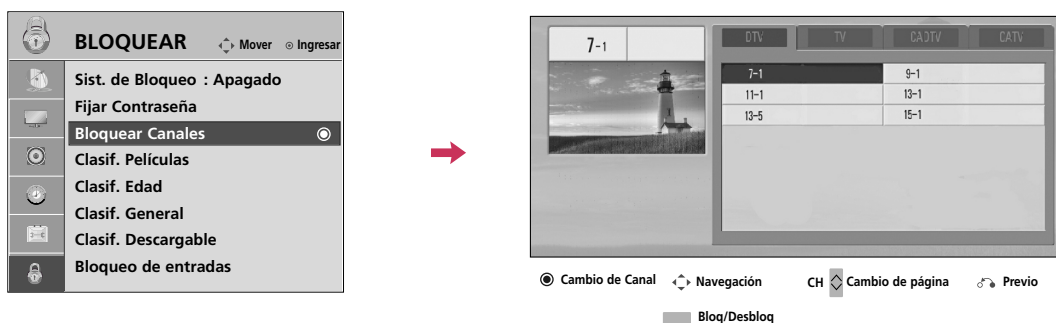 BLOQUEAR Mover Ingresar
Sist. de Bloqueo : Apagado
Fijar Contraseña
Bloquear Canales
Clasif. Películas
Clasif. Edad
Clasif. General
Clasif. Descargable
Bloqueo de entradas
7-1
DTV TV CADTV CATV
7-1 9-1
11-1 13-1
13-5 15-1
Cambio de Canal Navegación CH Cambio de página Previo
Bloq/Desbloq